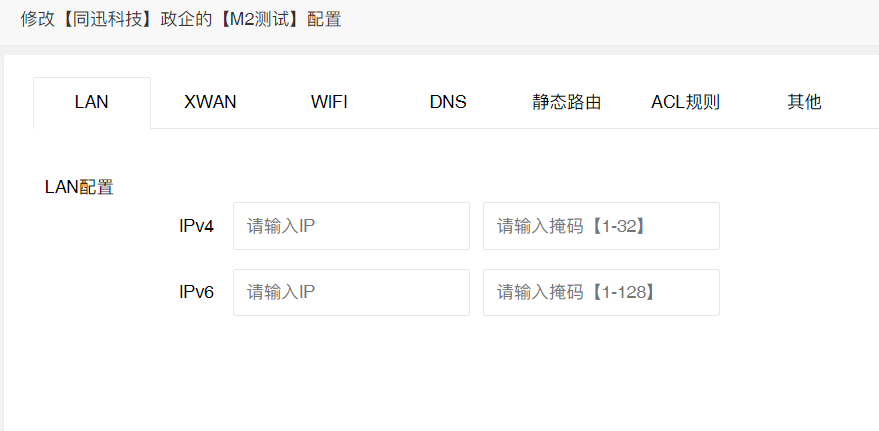 修改【同迅科技】政企的【M2测试】配置
LAN XWAN WIFI DNS 静态路由 ACL规则 其他
LAN配置
IPv4 请输入IP 请输入掩码【1-32】
IPv6 请输入IP 请输入掩码【1-128】